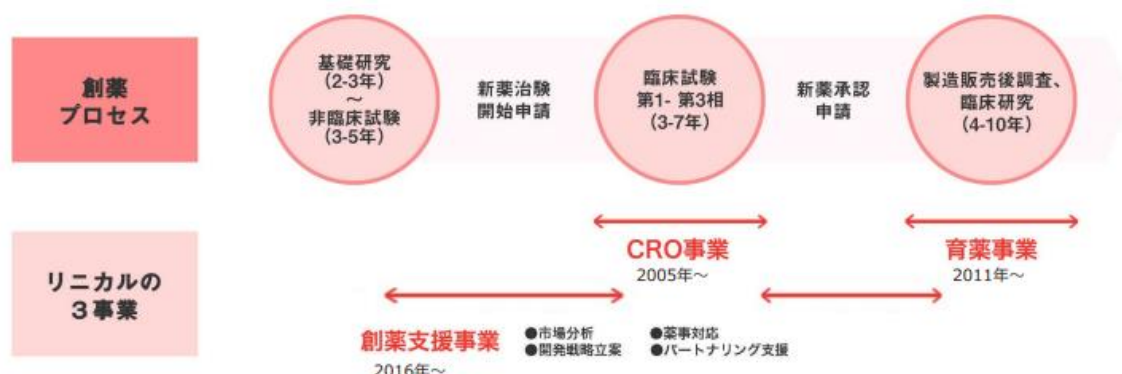 創薬
プロセス
基礎研究
(2-3年)
～
非臨床試験
(3-5年)
新薬治験
開始申請
臨床試験
第1- 第3相
(3-7年)
新薬承認
申請
製造販売後調査、
臨床研究
(4-10年)
リニカルの
３事業
CRO事業
2005年～
育薬事業
2011年～
創薬支援事業
2016年～
●市場分析
●開発戦略立案
●薬事対応
●パートナリング支援